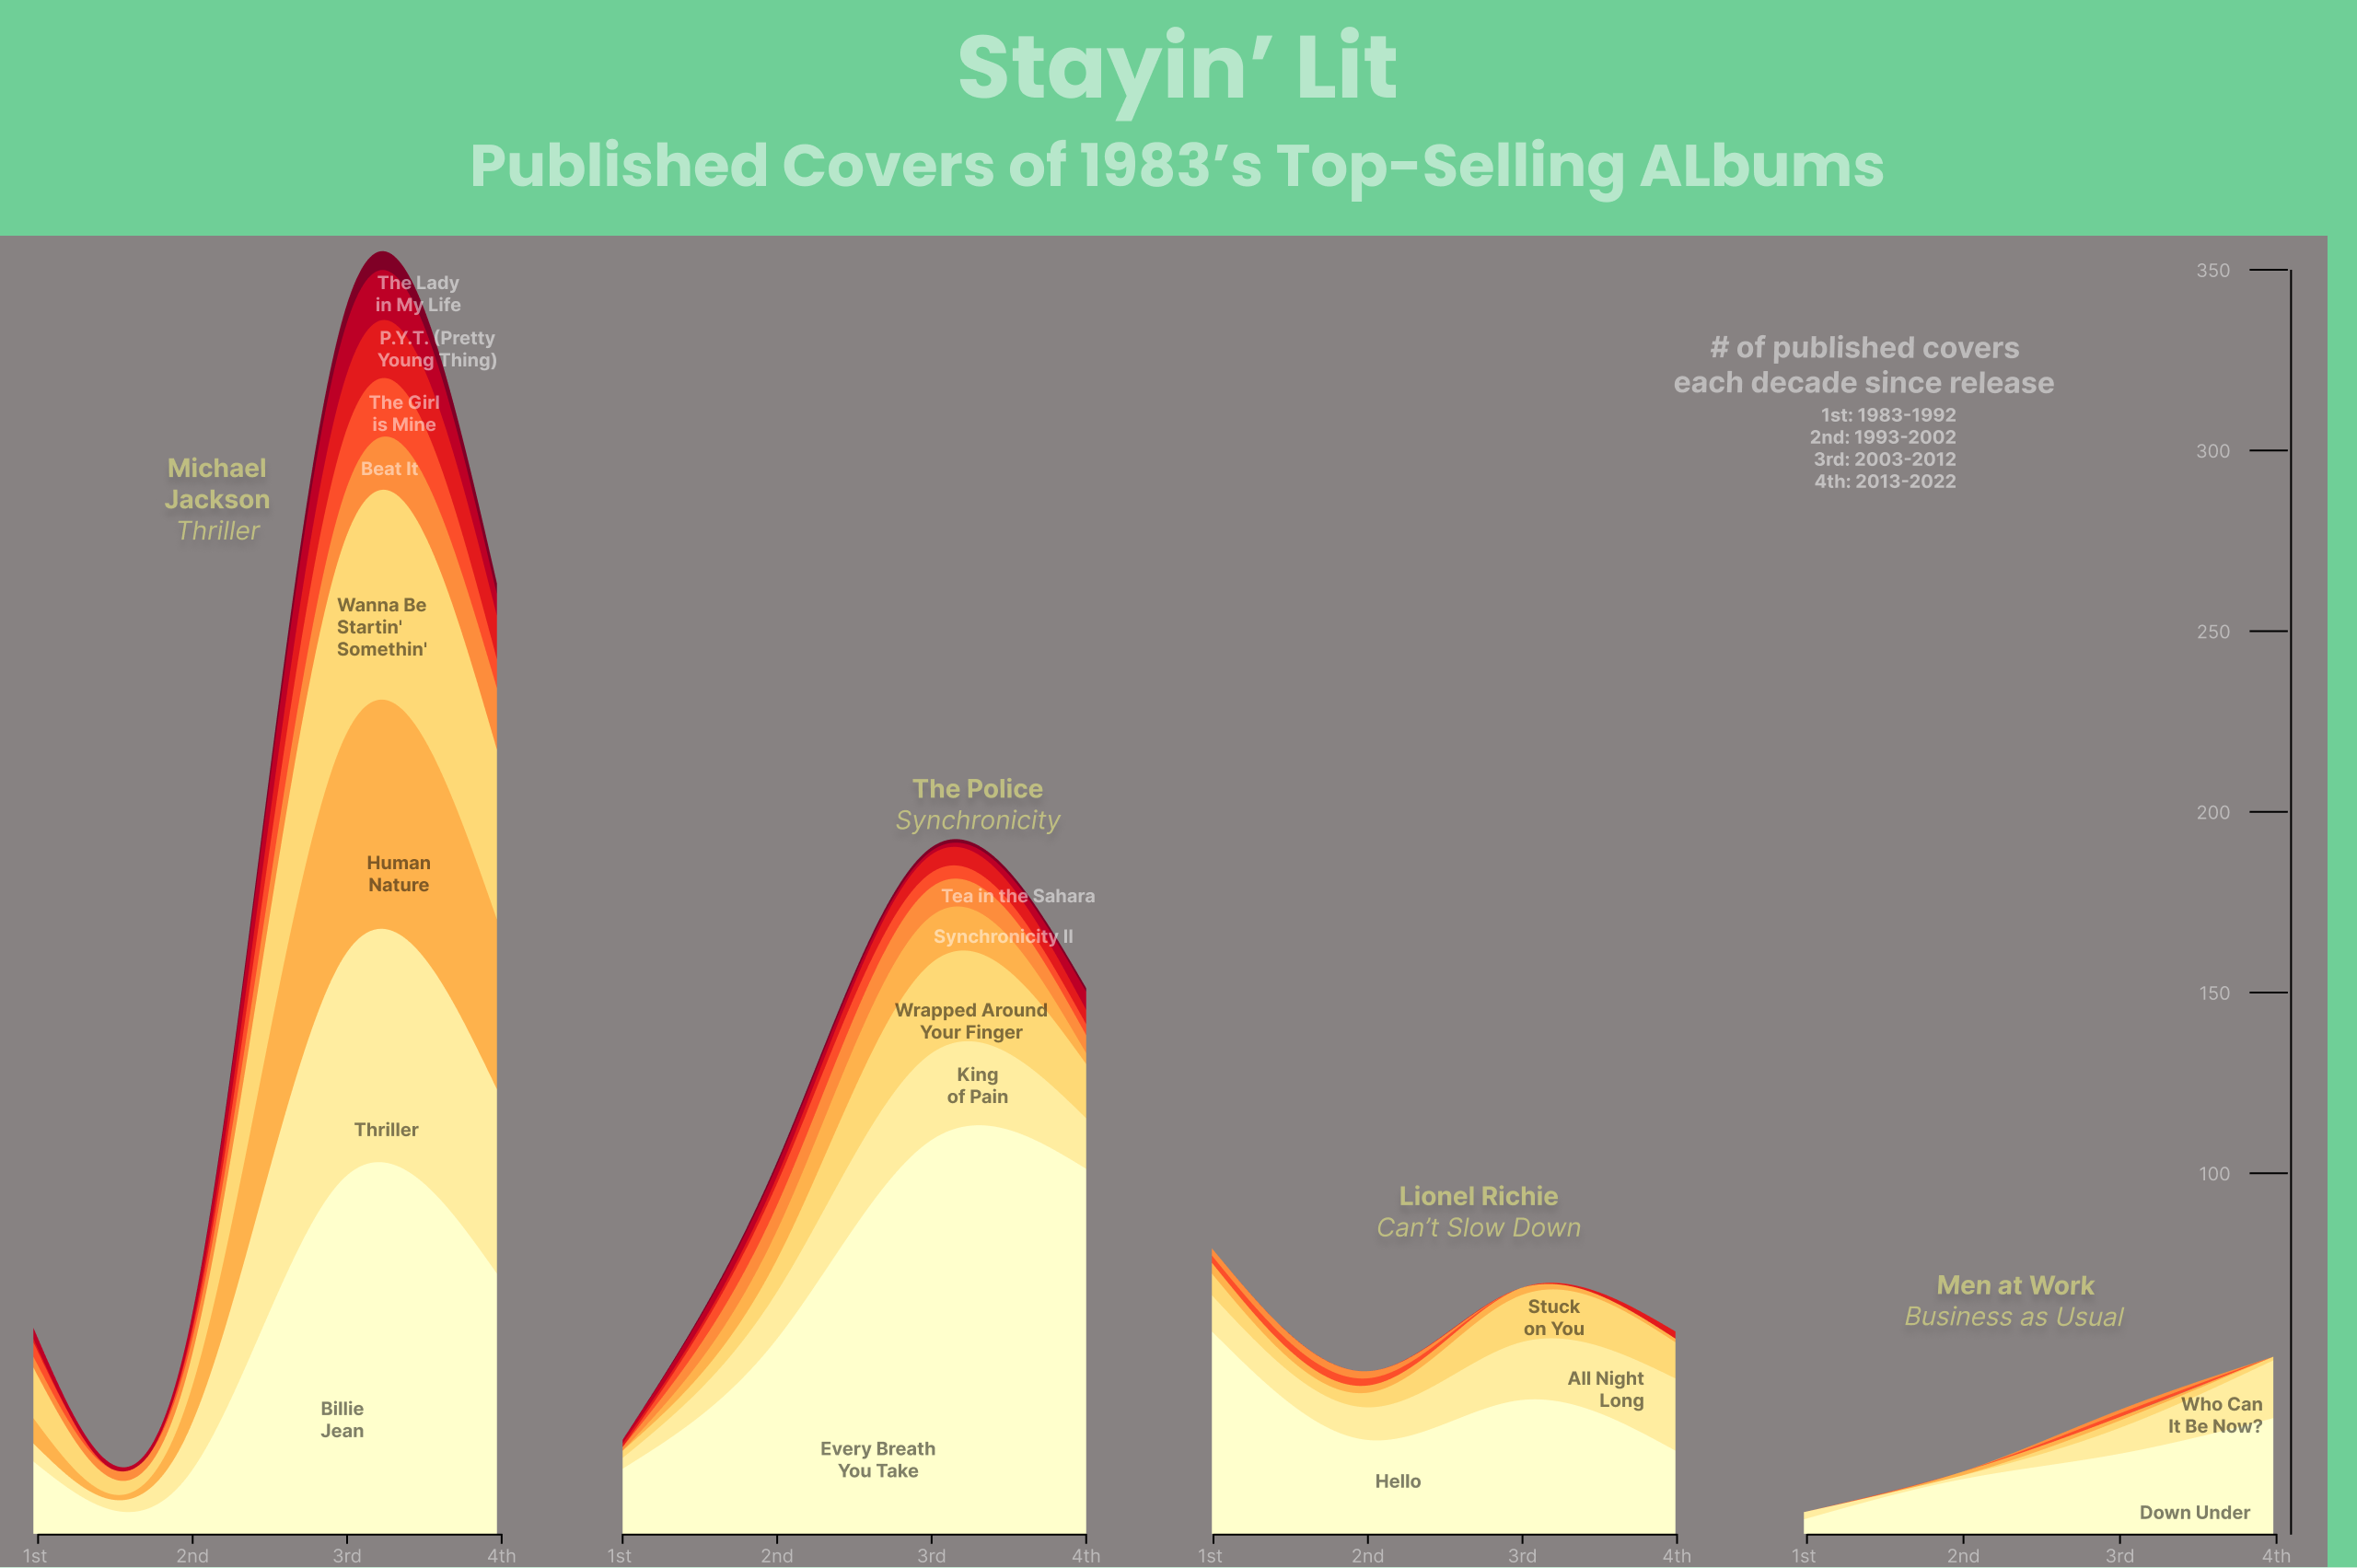 Stayin’ Lit
Published Covers of 1983’s Top-Selling ALbums
The Lady
in My Life
P.Y.T. (Pretty
Young Thing)
The Girl
is Mine
Beat It
Michael
Jackson
Thriller
Wanna Be
Startin'
Somethin'
Human
Nature
Thriller
Billie
Jean
1st
2nd
3rd
4th
The Police
Synchronicity
Tea in the Sahara
Synchronicity II
Wrapped Around
Your Finger
King
of Pain
Every Breath
You Take
1st
2nd
3rd
4th
Lionel Richie
Can’t Slow Down
Stuck
on You
All Night
Long
Hello
1st
2nd
3rd
4th
# of published covers
each decade since release
1st: 1983-1992
2nd: 1993-2002
3rd: 2003-2012
4th: 2013-2022
Men at Work
Business as Usual
Who Can
It Be Now?
Down Under
1st
2nd
3rd
4th
350
300
250
200
150
100